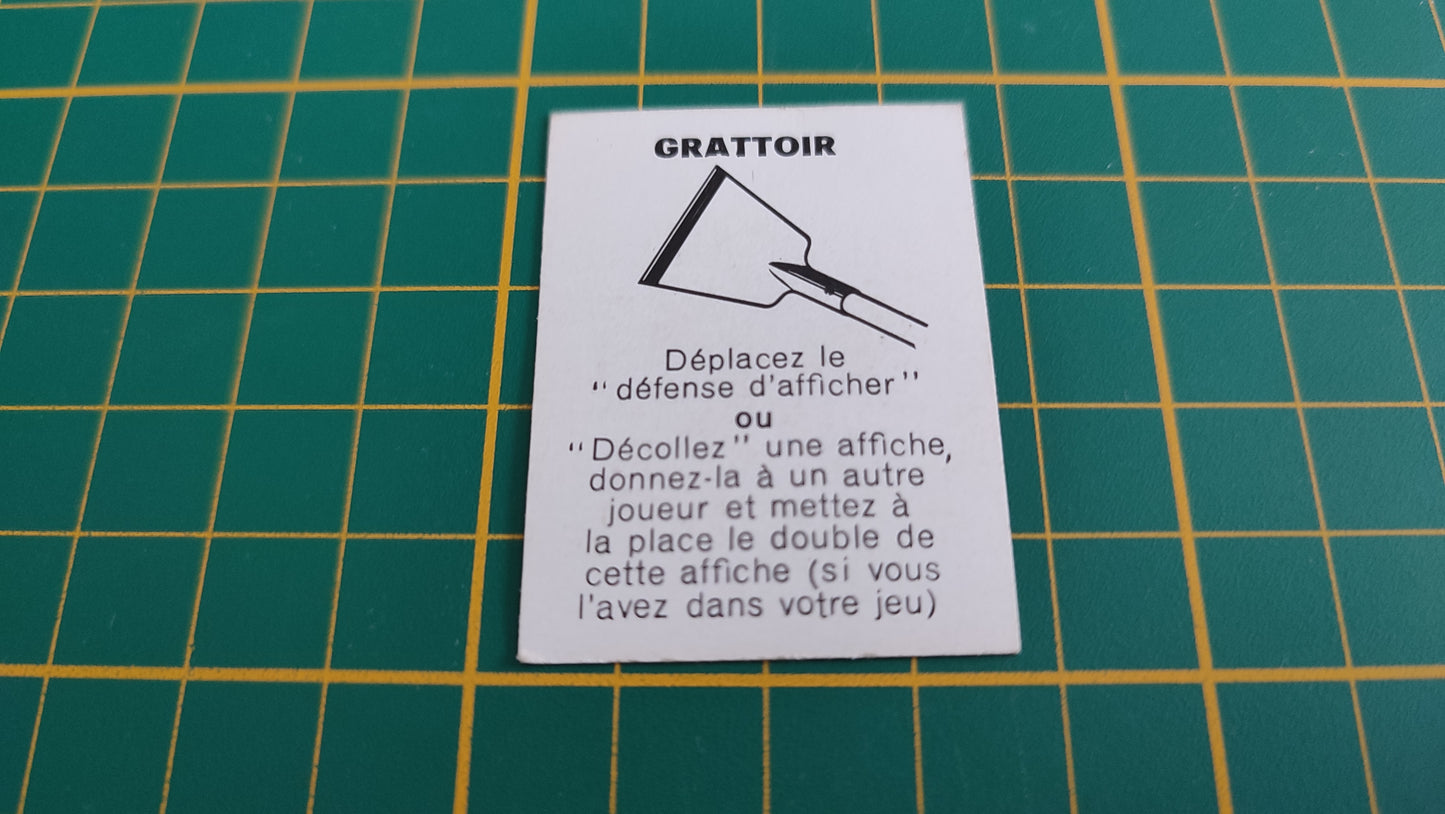 GRATTOIR
Déplacez le
"défense d'afficher"
ou
"Décollez" une affiche,
donnez-la à un autre
joueur et mettez à
la place le double de
cette affiche (si vous
l'avez dans votre jeu)